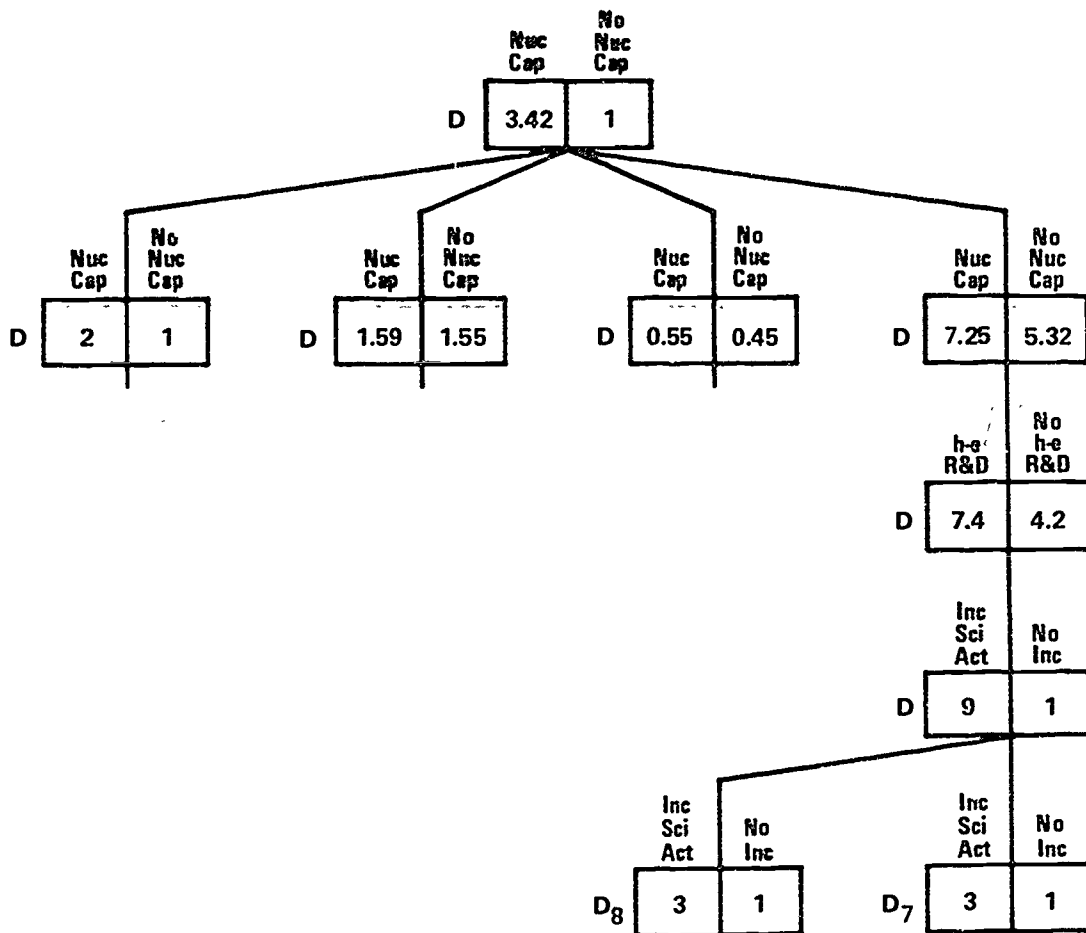 Nuc Cap
No Nuc Cap
D 3.42 1
Nuc Cap
No Nuc Cap
D 2 1
Nuc Cap
No Nuc Cap
D 1.59 1.55
Nuc Cap
No Nuc Cap
D 0.55 0.45
Nuc Cap
No Nuc Cap
D 7.25 5.32
h-e R&D
No h-e R&D
D 7.4 4.2
Inc Sci Act
No Inc
D 9 1
Inc Sci Act
No Inc
D8 3 1
Inc Sci Act
No Inc
D7 3 1